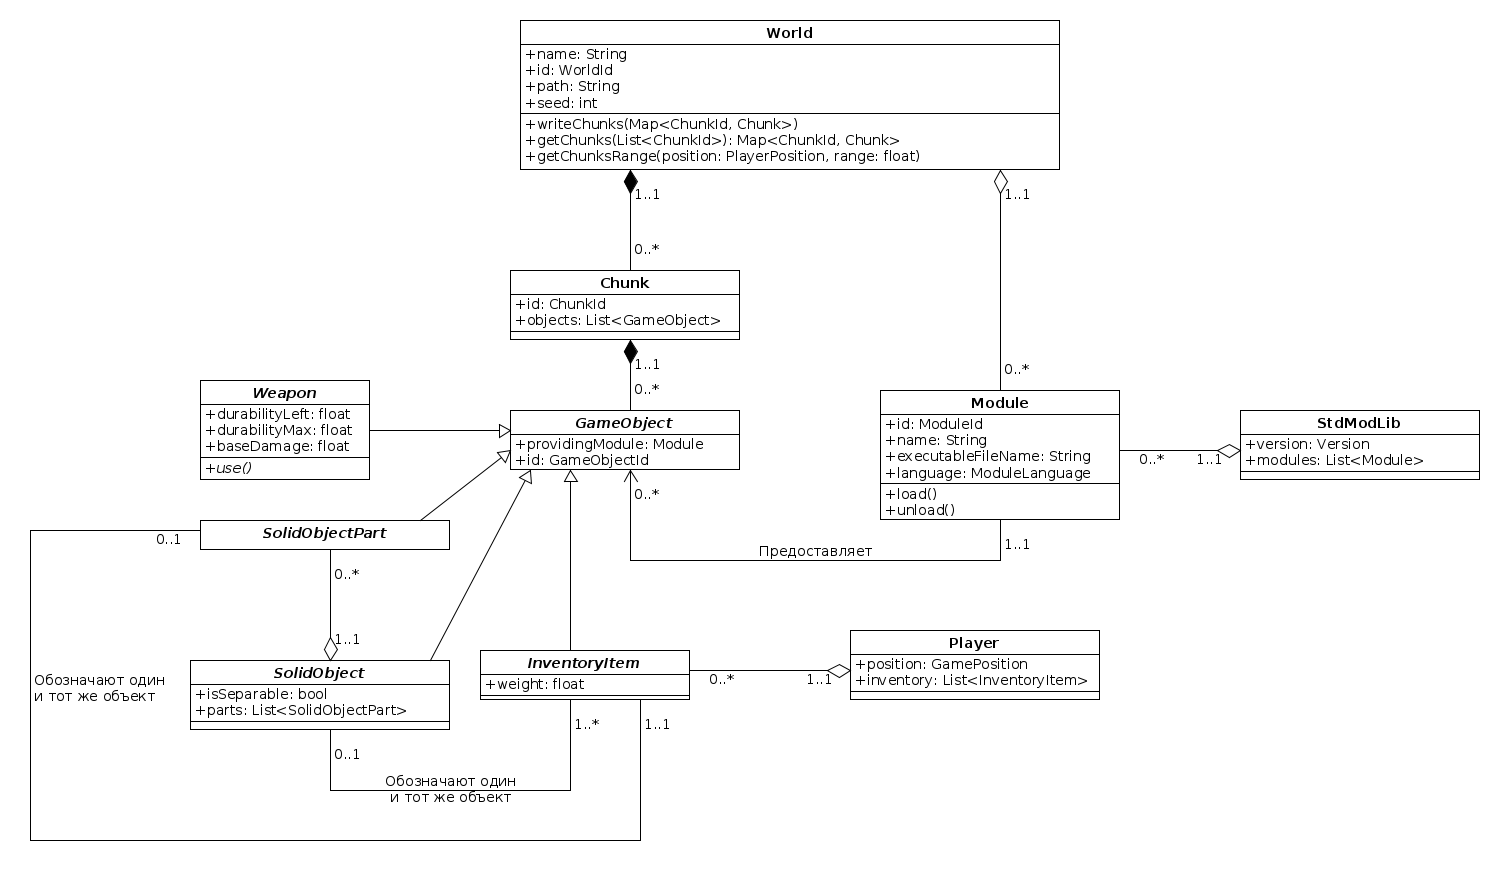 World
+name: String
+id: WorldId
+path: String
+seed: int
+writeChunks(Map<ChunkId, Chunk>)
+getChunks(List<ChunkId>): Map<ChunkId, Chunk>
+getChunksRange(position: PlayerPosition, range: float)
1..1
1..1
0..*
Chunk
+id: ChunkId
+objects: List<GameObject>
1..1
0..*
0..*
Weapon
+durabilityLeft: float
+durabilityMax: float
+baseDamage: float
+use()
GameObject
+providingModule: Module
+id: GameObjectId
Module
+id: ModuleId
+name: String
+executableFileName: String
+language: ModuleLanguage
+load()
+unload()
0..*
1..1
StdModLib
+version: Version
+modules: List<Module>
0..*
1..1
Предоставляет
SolidObjectPart
0..1
0..*
1..1
SolidObject
+isSeparable: bool
+parts: List<SolidObjectPart>
Обозначают один
и тот же объект
InventoryItem
+weight: float
0..*
1..1
Player
+position: GamePosition
+inventory: List<InventoryItem>
0..1
1..*
1..1
Обозначают один
и тот же объект